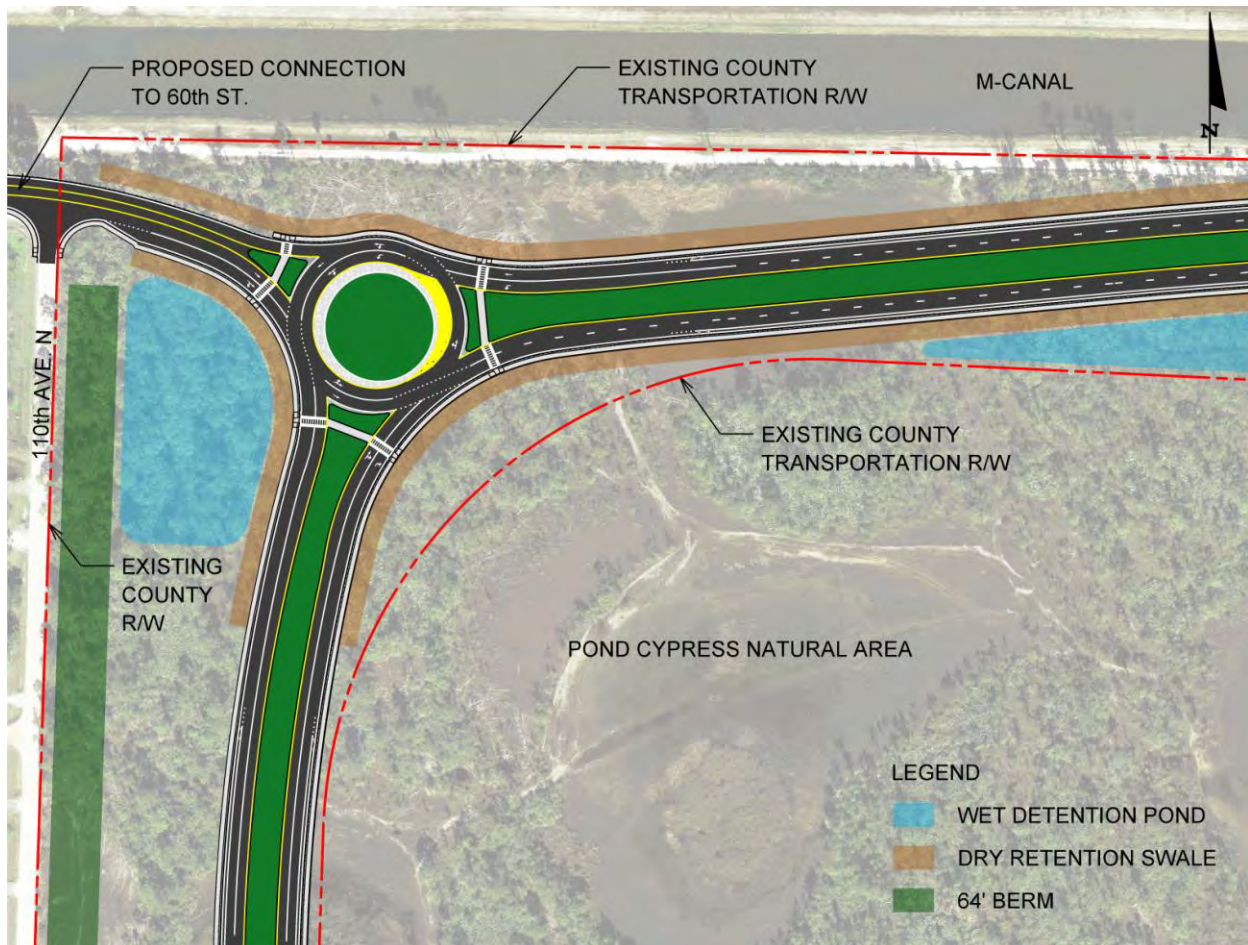 PROPOSED CONNECTION
TO 60th ST.
EXISTING COUNTY
TRANSPORTATION R/W
M-CANAL
N
110th AVE. N
EXISTING COUNTY
TRANSPORTATION R/W
EXISTING
COUNTY
R/W
POND CYPRESS NATURAL AREA
LEGEND
WET DETENTION POND
DRY RETENTION SWALE
64' BERM